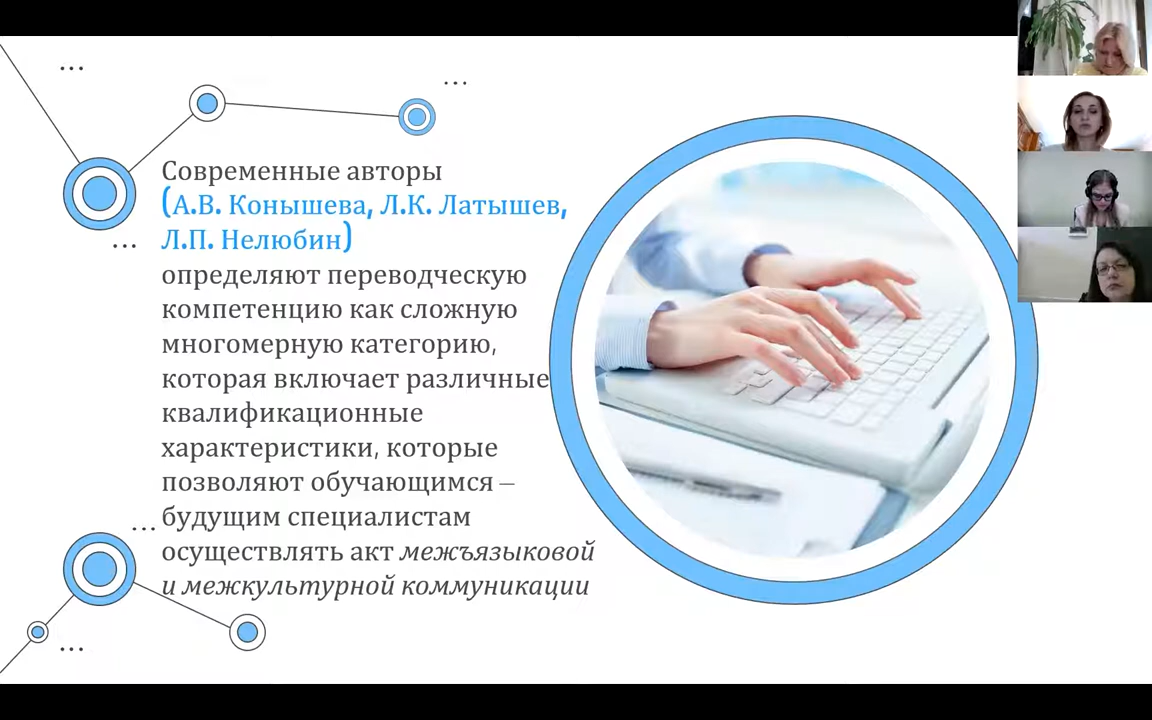 ...
...
Современные авторы
(А.В. Конышева, Л.К. Латышев,
Л.П. Нелюбин)
...
определяют переводческую
компетенцию как сложную
многомерную категорию,
которая включает различные
квалификационные
характеристики, которые
позволяют обучающимся –
... будущим специалистам
осуществлять акт межъязыковой
и межкультурной коммуникации
...